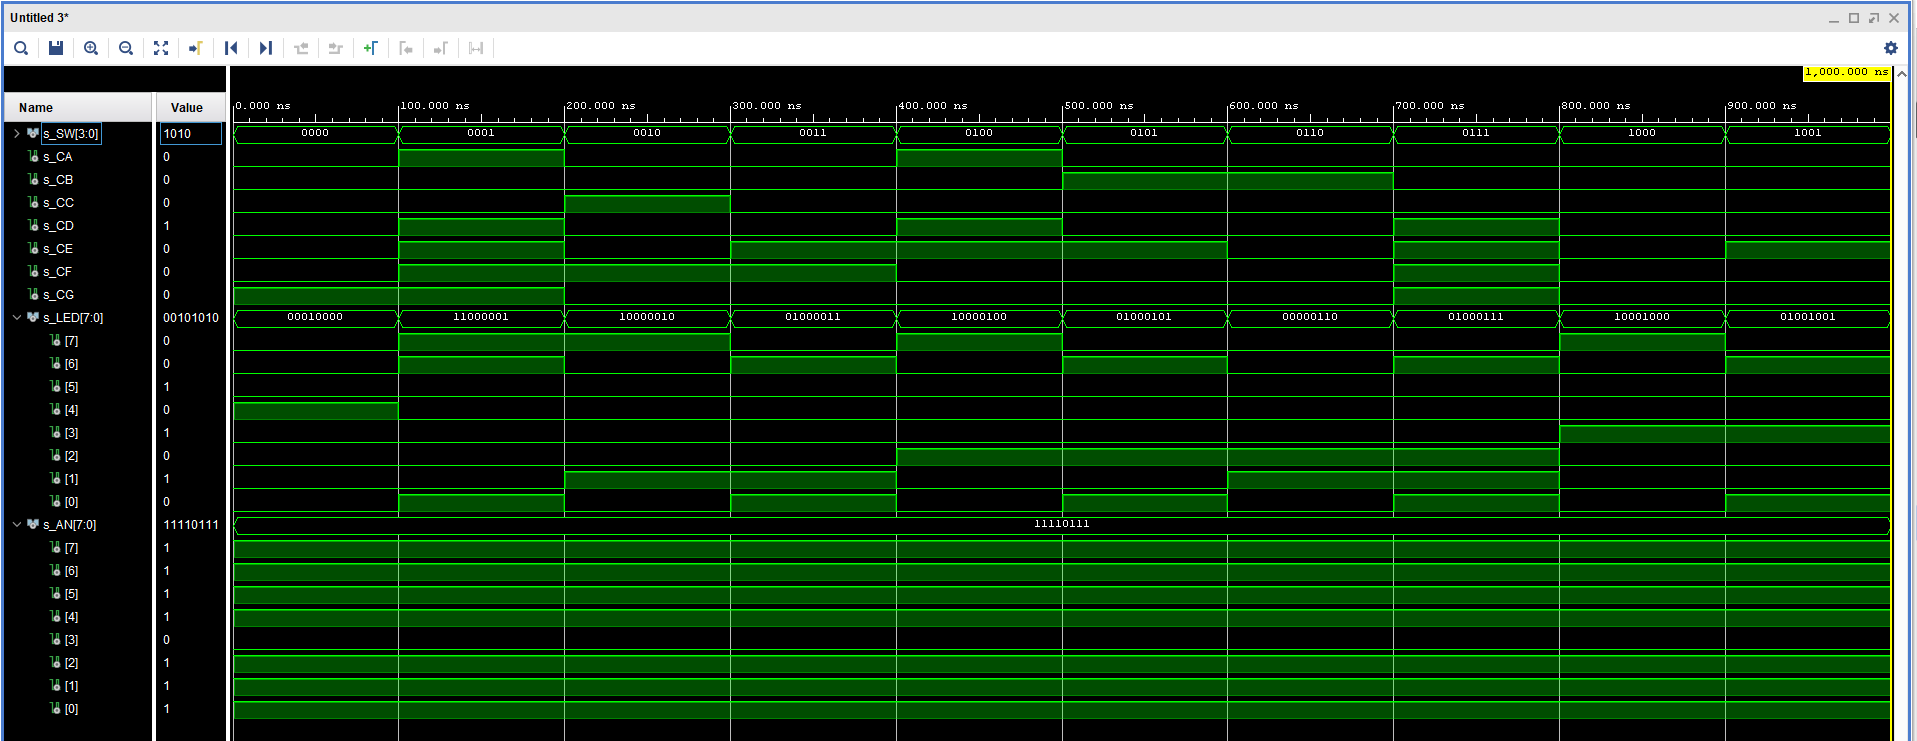 Untitled 3*
1,000.000 ns
Name Value
0.000 ns 100.000 ns 200.000 ns 300.000 ns 400.000 ns 500.000 ns 600.000 ns 700.000 ns 800.000 ns 900.000 ns
s_SW[3:0] 1010 0000 0001 0010 0011 0100 0101 0110 0111 1000 1001
s_CA 0
s_CB 0
s_CC 0
s_CD 1
s_CE 0
s_CF 0
s_CG 0
s_LED[7:0] 00101010 00010000 11000001 10000010 01000011 10000100 01000101 00000110 01000111 10001000 01001001
[7] 0
[6] 0
[5] 1
[4] 0
[3] 1
[2] 0
[1] 1
[0] 0
s_AN[7:0] 11110111 11110111
[7] 1
[6] 1
[5] 1
[4] 1
[3] 0
[2] 1
[1] 1
[0] 1